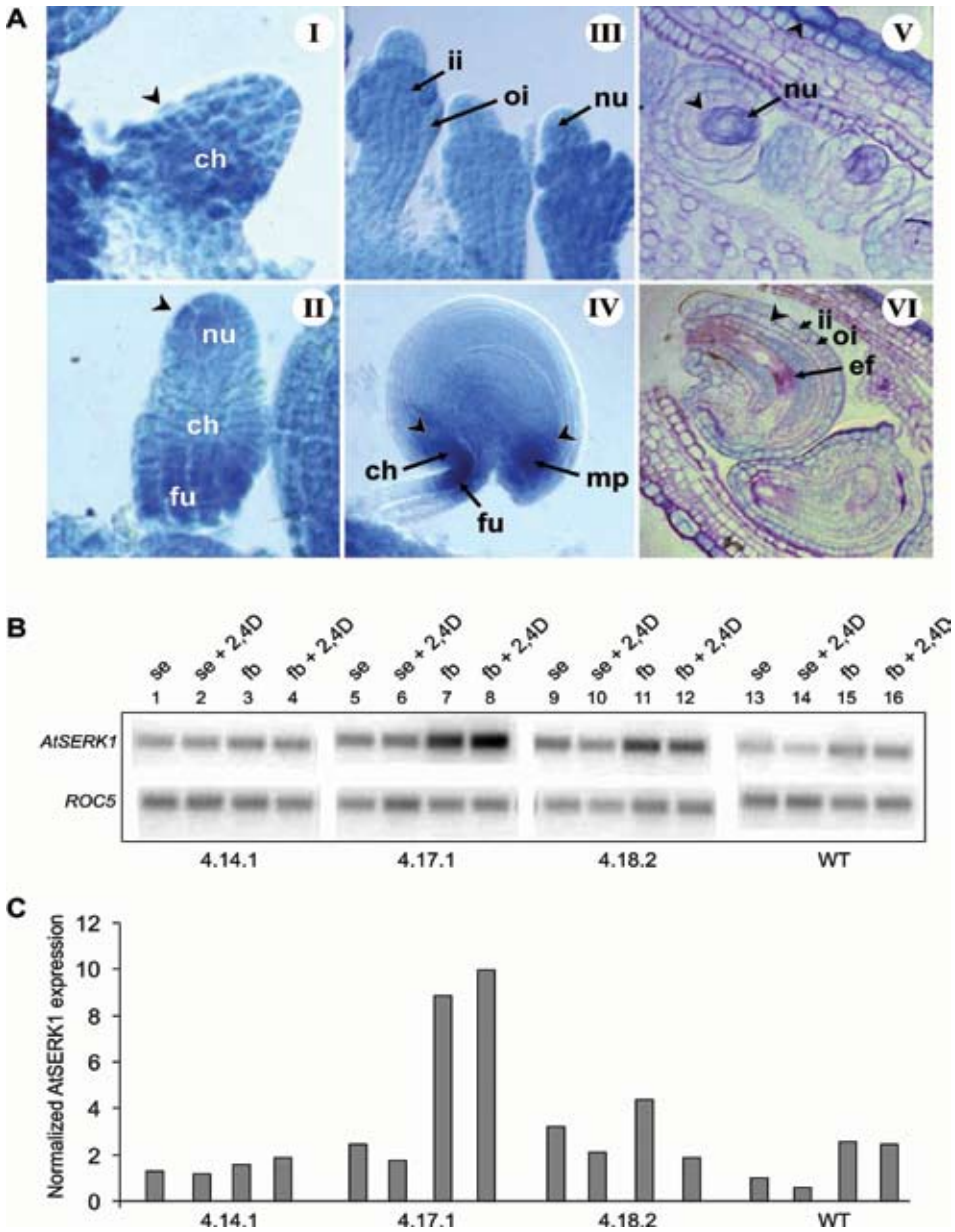 A
I
III
V
ii
oi
nu
nu
ch
II
IV
VI
nu
ii
oi
ef
ch
ch
mp
fu
fu
B
se
se + 2,4D
fb
fb + 2,4D
se
se + 2,4D
fb
fb + 2,4D
se
se + 2,4D
fb
fb + 2,4D
se
se + 2,4D
fb
fb + 2,4D
1 2 3 4 5 6 7 8 9 10 11 12 13 14 15 16
AtSERK1
ROC5
4.14.1 4.17.1 4.18.2 WT
C
Normalized AtSERK1 expression
12
10
8
6
4
2
0
4.14.1 4.17.1 4.18.2 WT